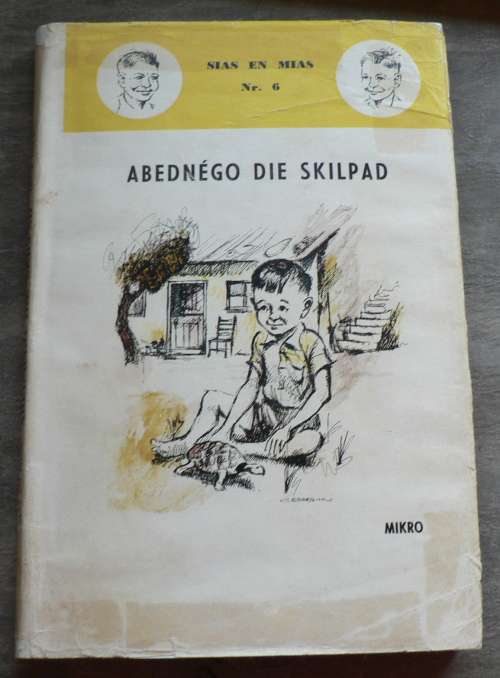 SIAS EN MIAS
Nr. 6
ABEDNÉGO DIE SKILPAD
MIKRO